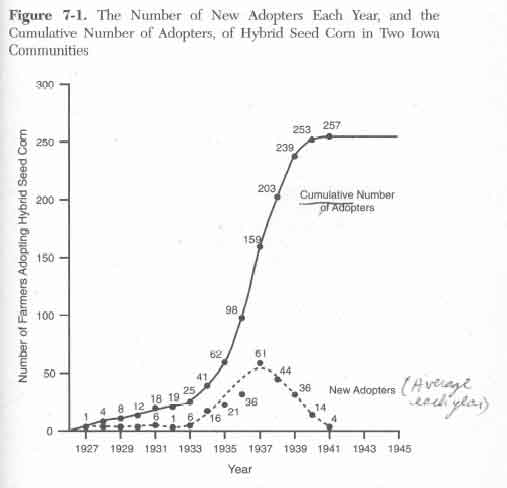 Figure 7-1. The Number of New Adopters Each Year, and the
Cumulative Number of Adopters, of Hybrid Seed Corn in Two Iowa
Communities
Number of Farmers Adopting Hybrid Seed Corn
300
250
200
150
100
50
0
1 4 8 12 18 19 25 41 62 98 159 203 239 253 257
Cumulative Number
of Adopters
6 1 6 16 21 36 61 44 36 14 4
New Adopters
(Average
each year)
1927 1929 1931 1933 1935 1937 1939 1941 1943 1945
Year